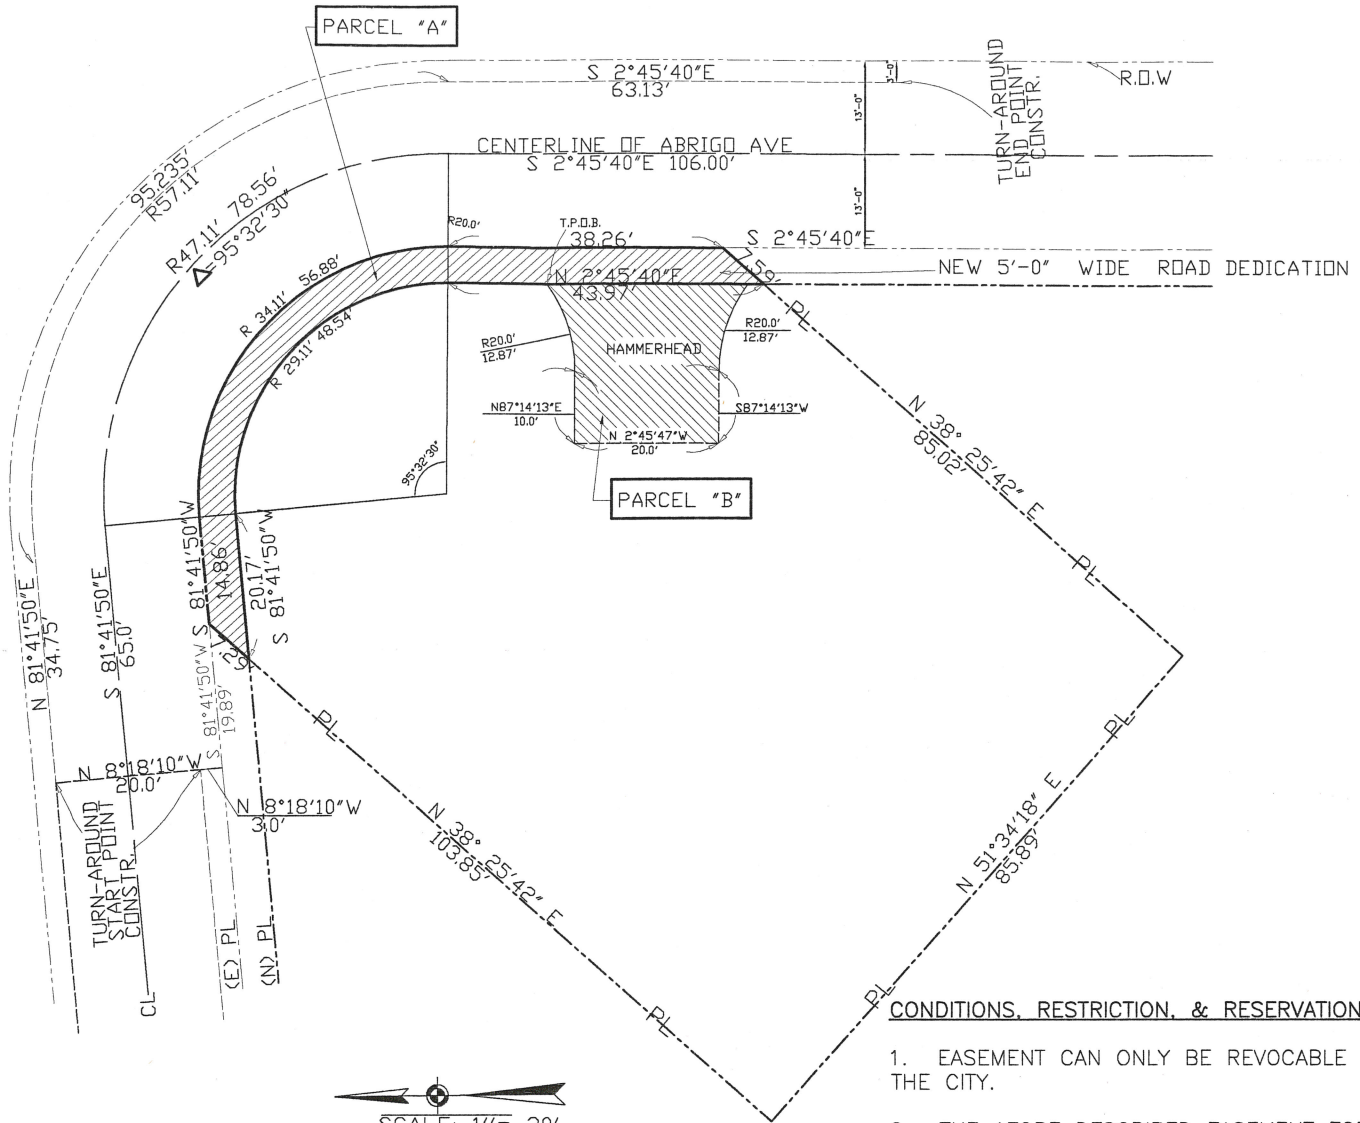 PARCEL "A"
S 2°45'40"E
63.13'
TURN-AROUND
END POINT
CONSTR.
R.O.W
13'-0"
CENTERLINE OF ABRIGO AVE
S 2°45'40"E 106.00'
13'-0"
95.235'
R57.11'
R47.11' 78.56'
Δ=95°32'30"
R20.0'
T.P.O.B.
38.26'
S 2°45'40"E
7.59'
NEW 5'-0" WIDE ROAD DEDICATION
N 2°45'40"E
43.97'
PL
R 34.11' 56.88'
R 29.11' 48.54'
R20.0'
12.87'
HAMMERHEAD
R20.0'
12.87'
N87°14'13"E
10.0'
S87°14'13"W
N 2°45'47"W
20.0'
95°32'30"
PARCEL "B"
N 38° 25'42" E
85.02'
PL
S 81°41'50"W
14.86'
20.17'
S 81°41'50"W
N 81°41'50"E
34.75'
S 81°41'50"E
65.0'
S 81°41'50"W S
19.89'
7.29'
PL
PL
N 8°18'10"W
20.0'
N 8°18'10"W
3.0'
TURN-AROUND
START POINT
CONSTR.
N 38° 25'42" E
103.85'
N 51°34'18" E
85.89'
(E) PL
(N) PL
CL
PL
PL
CONDITIONS, RESTRICTION, & RESERVATION
1. EASEMENT CAN ONLY BE REVOCABLE
THE CITY.